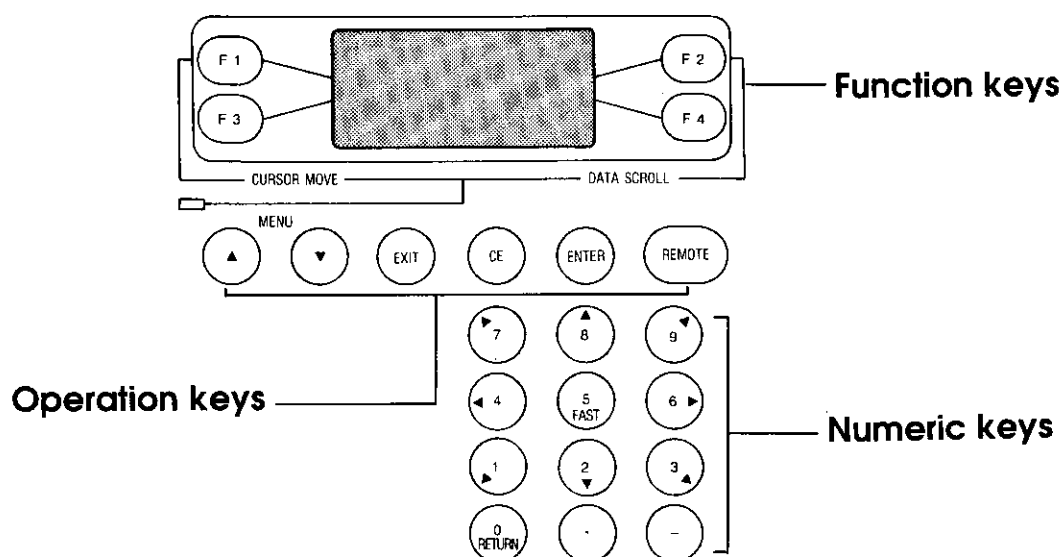 F 1
F 2
Function keys
F 3
F 4
CURSOR MOVE
DATA SCROLL
MENU
▲ ▼ EXIT CE ENTER REMOTE
7 8 9
Operation keys
4 5 FAST 6
Numeric keys
1 2 3
0 RETURN . –